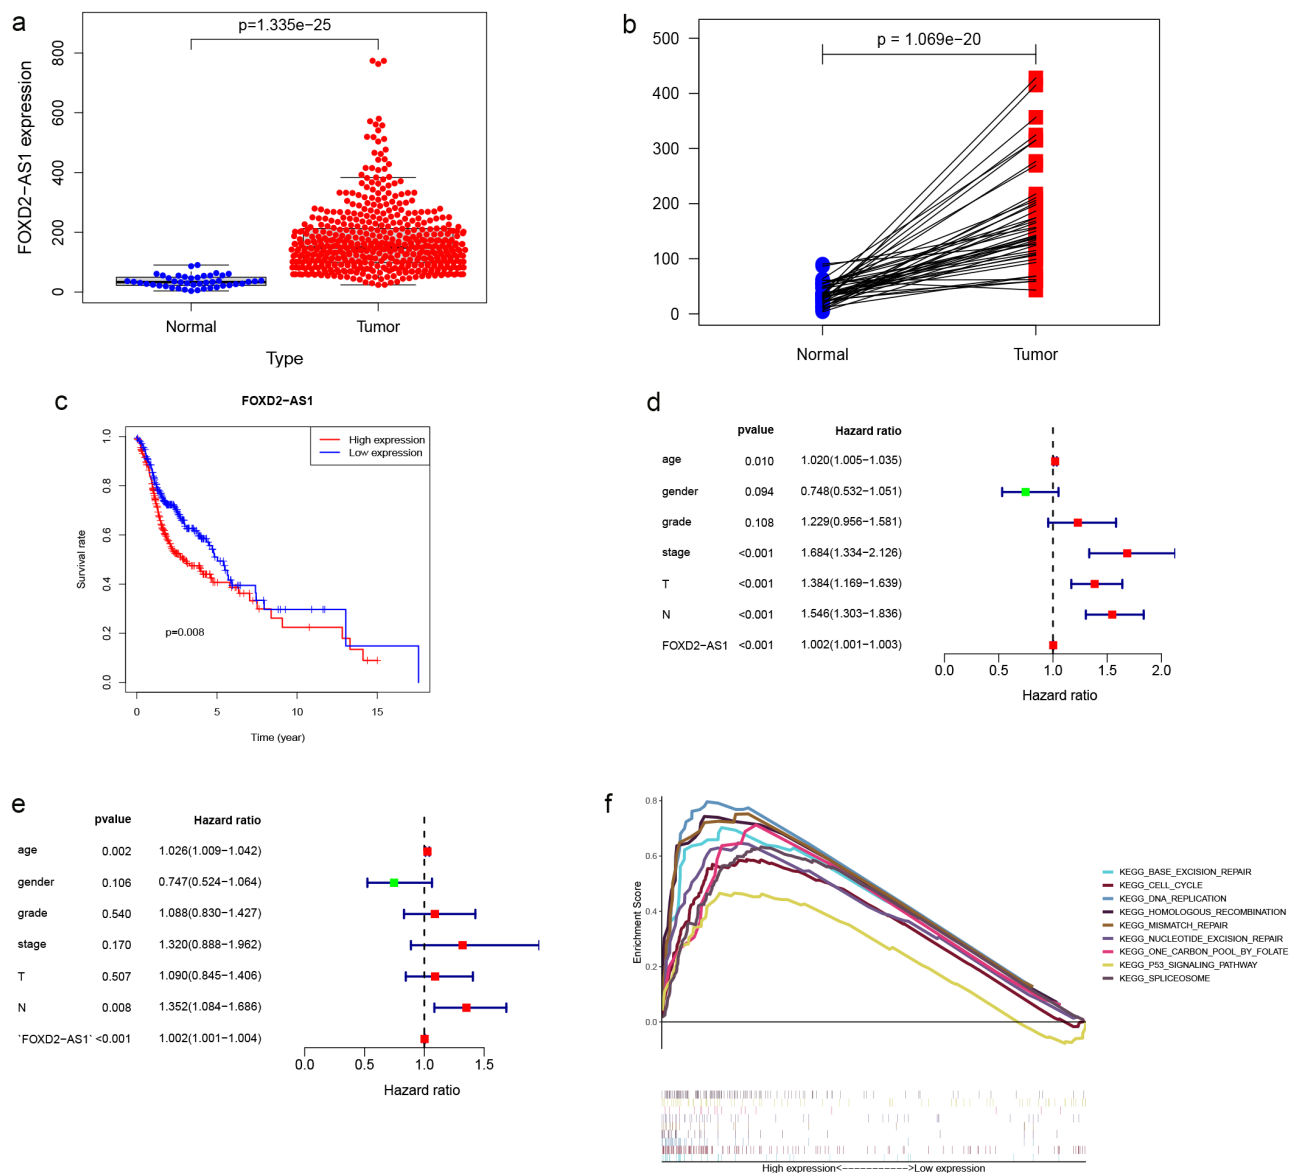 a
p=1.335e−25
FOXD2−AS1 expression
800
600
400
200
0
Normal
Tumor
Type
b
p = 1.069e−20
500
400
300
200
100
0
Normal
Tumor
c
FOXD2−AS1
High expression
Low expression
Survival rate
1.0
0.8
0.6
0.4
0.2
0.0
p=0.008
0
5
10
15
Time (year)
d
pvalue Hazard ratio
age 0.010 1.020(1.005−1.035)
gender 0.094 0.748(0.532−1.051)
grade 0.108 1.229(0.956−1.581)
stage <0.001 1.684(1.334−2.126)
T <0.001 1.384(1.169−1.639)
N <0.001 1.546(1.303−1.836)
FOXD2−AS1 <0.001 1.002(1.001−1.003)
0.0 0.5 1.0 1.5 2.0
Hazard ratio
e
pvalue Hazard ratio
age 0.002 1.026(1.009−1.042)
gender 0.106 0.747(0.524−1.064)
grade 0.540 1.088(0.830−1.427)
stage 0.170 1.320(0.888−1.962)
T 0.507 1.090(0.845−1.406)
N 0.008 1.352(1.084−1.686)
`FOXD2−AS1` <0.001 1.002(1.001−1.004)
0.0 0.5 1.0 1.5
Hazard ratio
f
Enrichment Score
0.8
0.6
0.4
0.2
0.0
KEGG_BASE_EXCISION_REPAIR
KEGG_CELL_CYCLE
KEGG_DNA_REPLICATION
KEGG_HOMOLOGOUS_RECOMBINATION
KEGG_MISMATCH_REPAIR
KEGG_NUCLEOTIDE_EXCISION_REPAIR
KEGG_ONE_CARBON_POOL_BY_FOLATE
KEGG_P53_SIGNALING_PATHWAY
KEGG_SPLICEOSOME
High expression<----------->Low expression